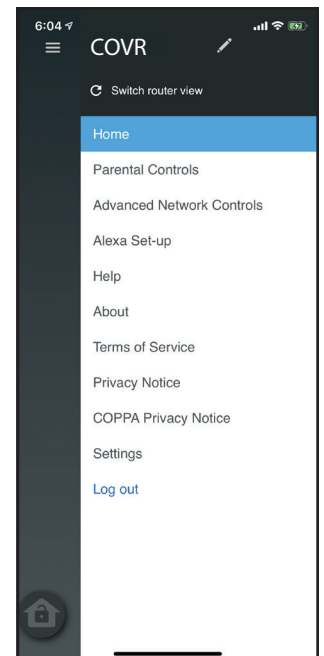 6:04
COVR
Switch router view
Home
Parental Controls
Advanced Network Controls
Alexa Set-up
Help
About
Terms of Service
Privacy Notice
COPPA Privacy Notice
Settings
Log out